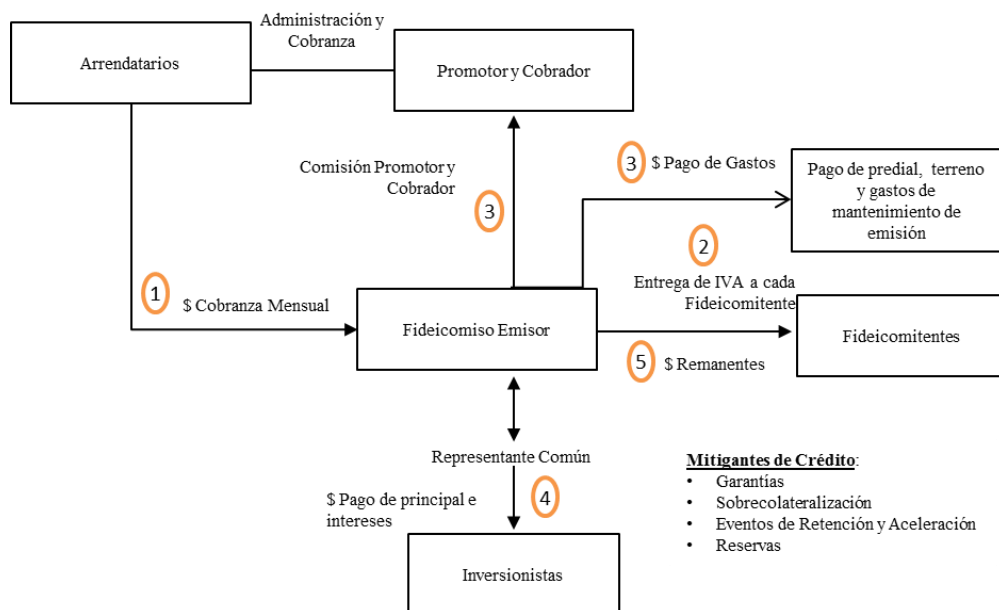 Administración y
Cobranza
Arrendatarios
Promotor y Cobrador
Comisión Promotor y
Cobrador
3
3
$ Pago de Gastos
Pago de predial, terreno
y gastos de
mantenimiento de
emisión
2
Entrega de IVA a cada
Fideicomitente
1
$ Cobranza Mensual
Fideicomiso Emisor
Fideicomitentes
5
$ Remanentes
Representante Común
$ Pago de principal e
intereses
4
Inversionistas
Mitigantes de Crédito:
• Garantías
• Sobrecolateralización
• Eventos de Retención y Aceleración
• Reservas